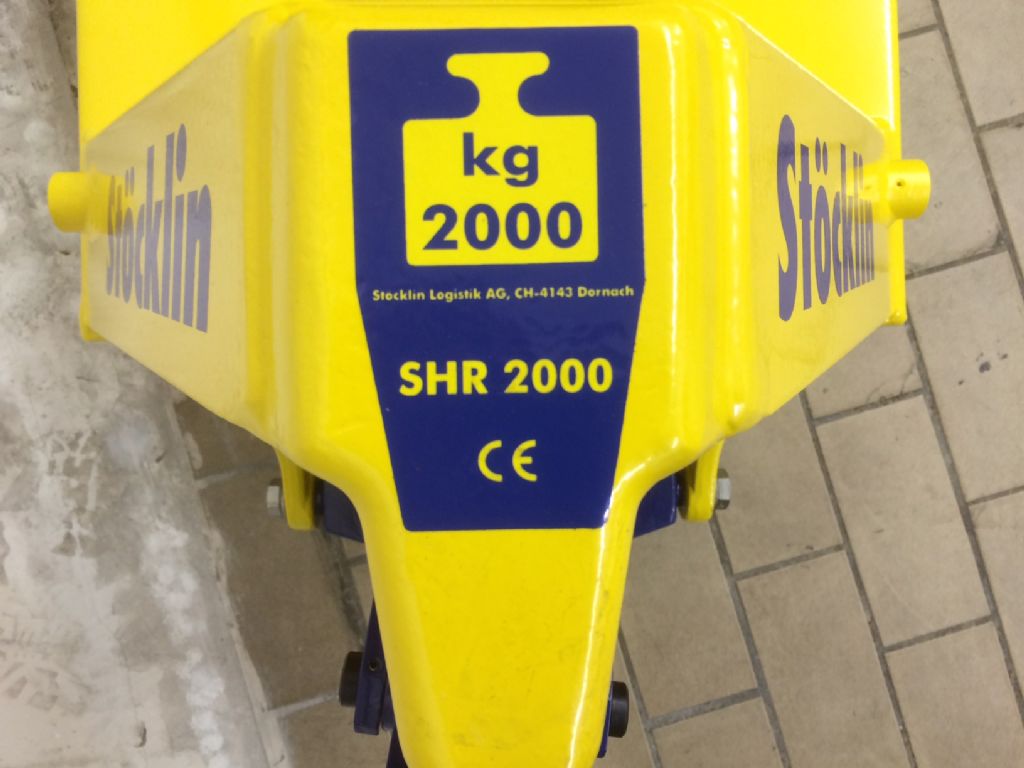 kg
2000
Stöcklin Logistik AG, CH-4143 Dornach
SHR 2000
CE
Stöcklin
Stöcklin